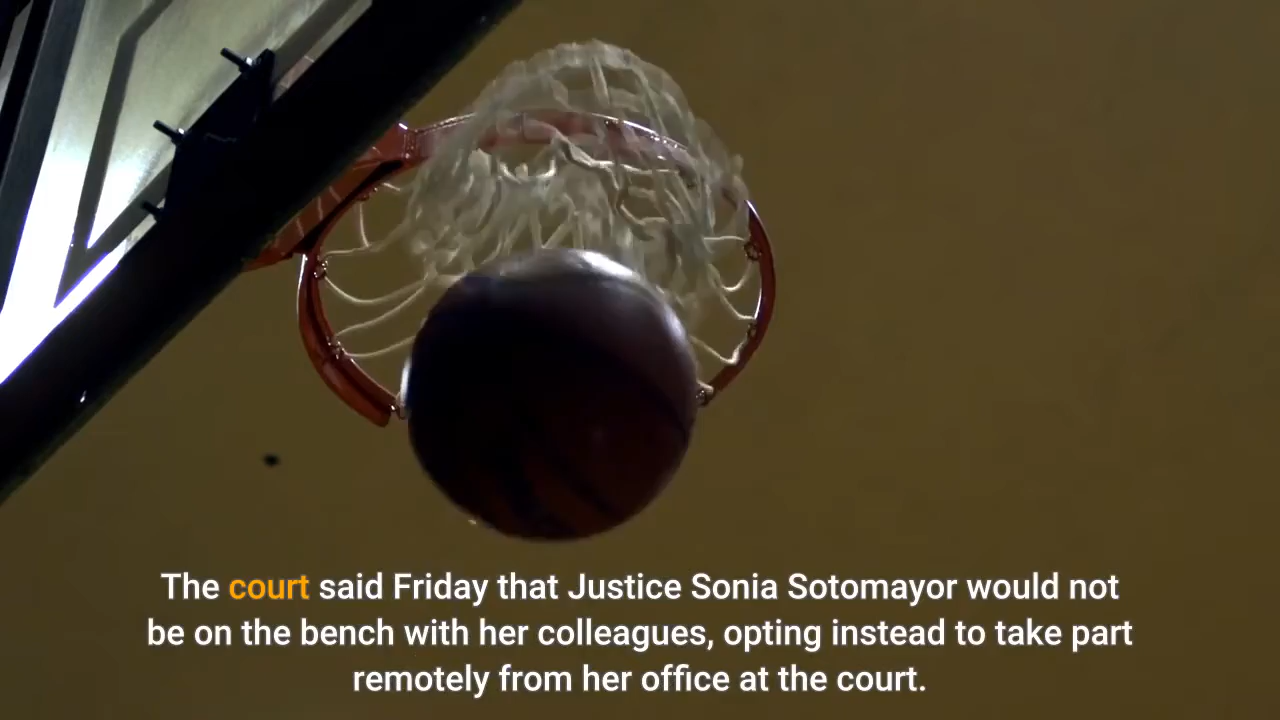 The court said Friday that Justice Sonia Sotomayor would not
be on the bench with her colleagues, opting instead to take part
remotely from her office at the court.